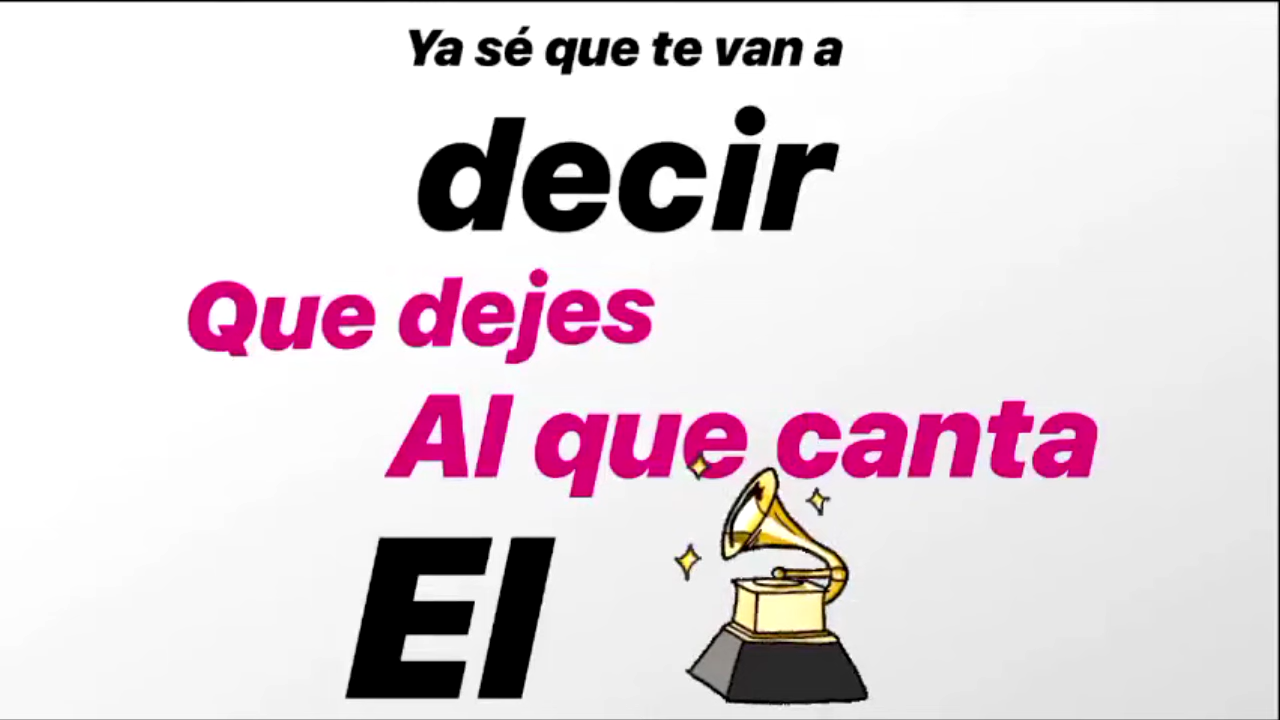 Ya sé que te van a
decir
Que dejes
Al que canta
El